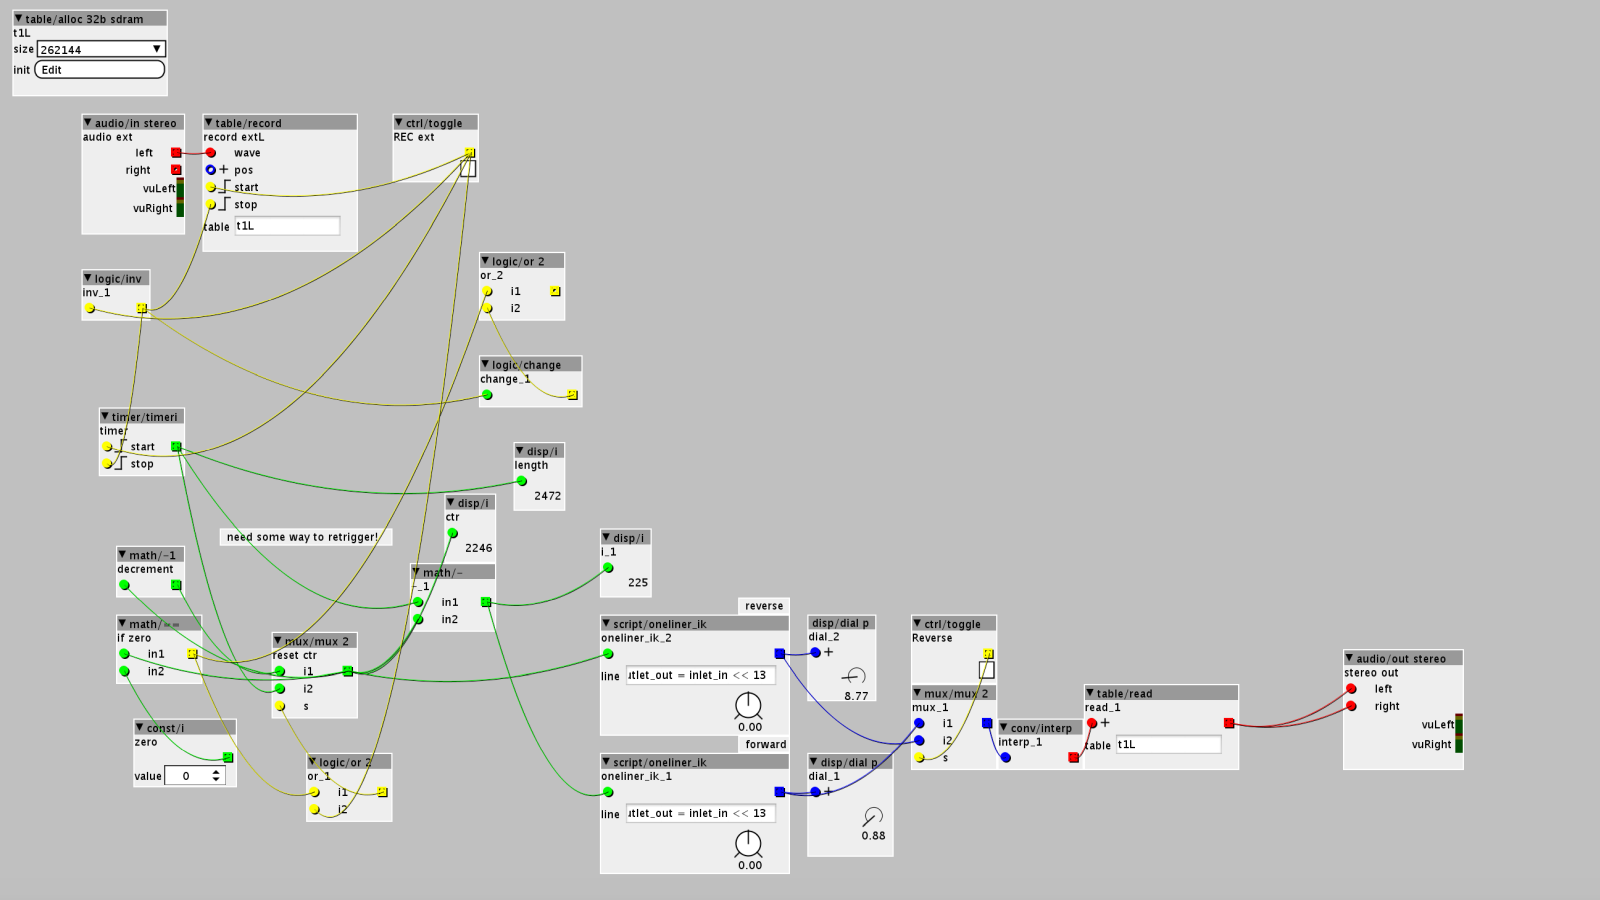 table/alloc 32b sdram
t1L
size 262144
init Edit
audio/in stereo
audio ext
left
right
vuLeft
vuRight
table/record
record extL
wave
+ pos
start
stop
table t1L
ctrl/toggle
REC ext
logic/inv
inv_1
logic/or 2
or_2
i1
i2
logic/change
change_1
timer/timeri
timer
start
stop
disp/i
length
2472
disp/i
ctr
2246
need some way to retrigger!
disp/i
i_1
225
math/-1
decrement
math/-
-_1
in1
in2
math/==
if zero
in1
in2
mux/mux 2
reset ctr
i1
i2
s
const/i
zero
value 0
logic/or 2
or_1
i1
i2
reverse
script/oneliner_ik
oneliner_ik_2
line utlet_out = inlet_in << 13
0.00
disp/dial p
dial_2
+
8.77
forward
script/oneliner_ik
oneliner_ik_1
line utlet_out = inlet_in << 13
0.00
disp/dial p
dial_1
+
0.88
ctrl/toggle
Reverse
mux/mux 2
mux_1
i1
i2
s
conv/interp
interp_1
table/read
read_1
+
table t1L
audio/out stereo
stereo out
left
right
vuLeft
vuRight